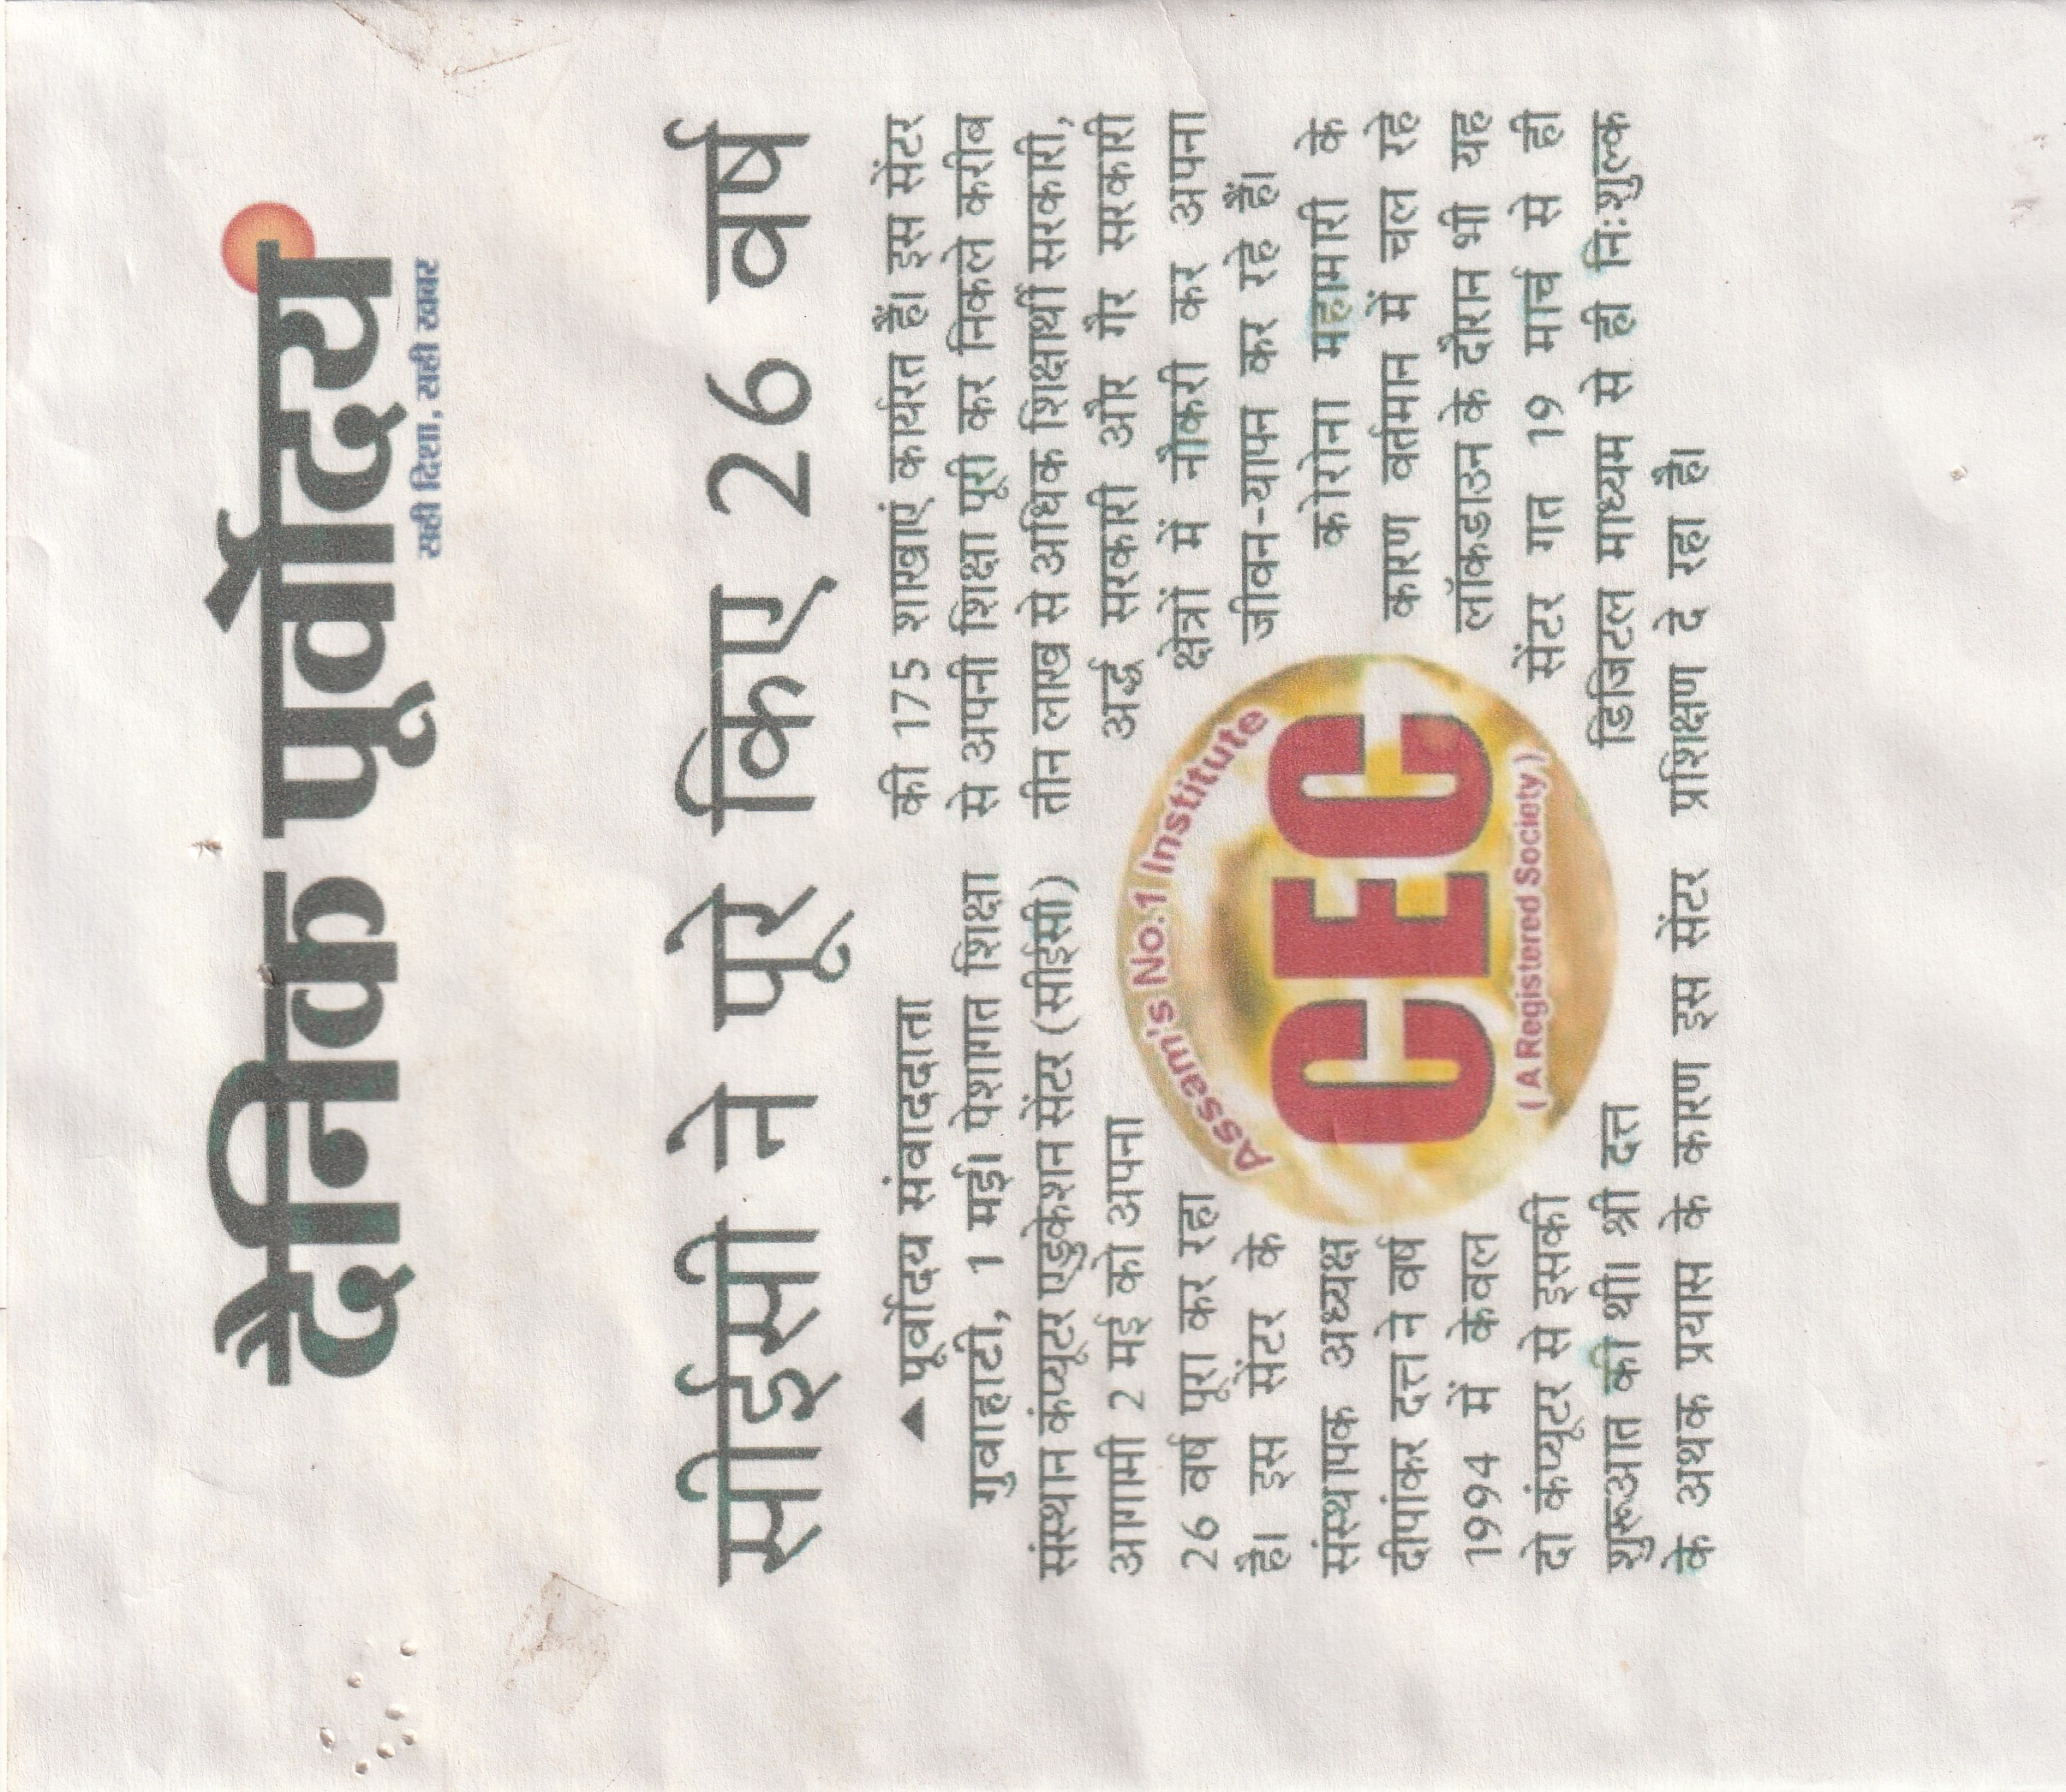 दैनिक पूर्वोदय
सही दिशा, सही खबर
सीईसी ने पूरे किए 26 वर्ष
▲पूर्वोदय संवाददाता
गुवाहाटी, 1 मई। पेशागत शिक्षा
संस्थान कंप्यूटर एडुकेशन सेंटर (सीईसी)
आगामी 2 मई को अपना
26 वर्ष पूरा कर रहा
है। इस सेंटर के
संस्थापक अध्यक्ष
दीपांकर दत्त ने वर्ष
1994 में केवल
दो कंप्यूटर से इसकी
शुरूआत की थी। श्री दत्त
के अथक प्रयास के कारण इस सेंटर
Assam's No.1 Institute
CEC
( A Registered Society )
की 175 शाखाएं कार्यरत हैं। इस सेंटर
से अपनी शिक्षा पूरी कर निकले करीब
तीन लाख से अधिक शिक्षार्थी सरकारी,
अर्द्ध सरकारी और गैर सरकारी
क्षेत्रों में नौकरी कर अपना
जीवन-यापन कर रहे हैं।
कोरोना महामारी के
कारण वर्तमान में चल रहे
लॉकडाउन के दौरान भी यह
सेंटर गत 19 मार्च से ही
डिजिटल माध्यम से ही निःशुल्क
प्रशिक्षण दे रहा है।